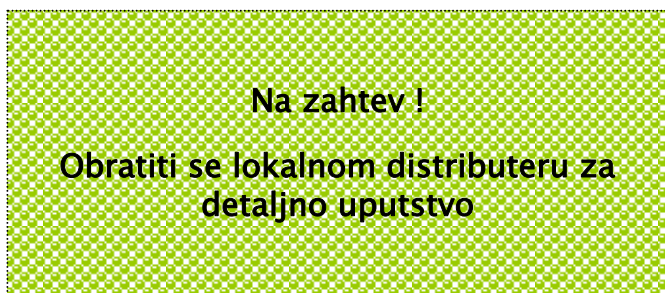 Na zahtev !
Obratiti se lokalnom distributeru za
detaljno uputstvo